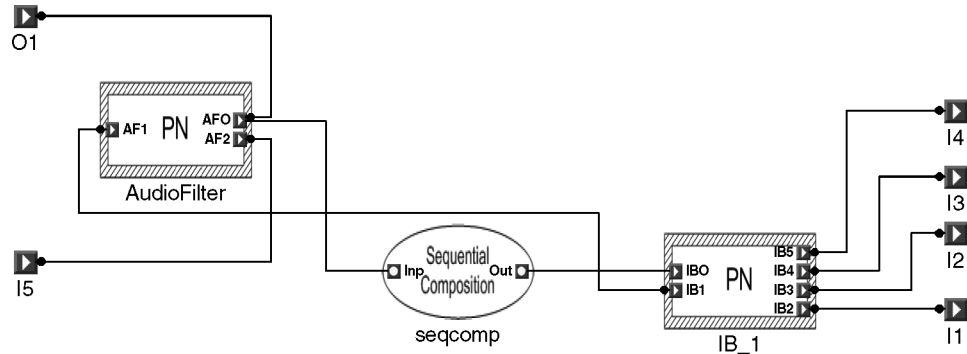 O1
AF1
PN
AFO
AF2
AudioFilter
I5
Inp
Sequential
Composition
Out
seqcomp
IBO
IB1
PN
IB5
IB4
IB3
IB2
IB_1
I4
I3
I2
I1